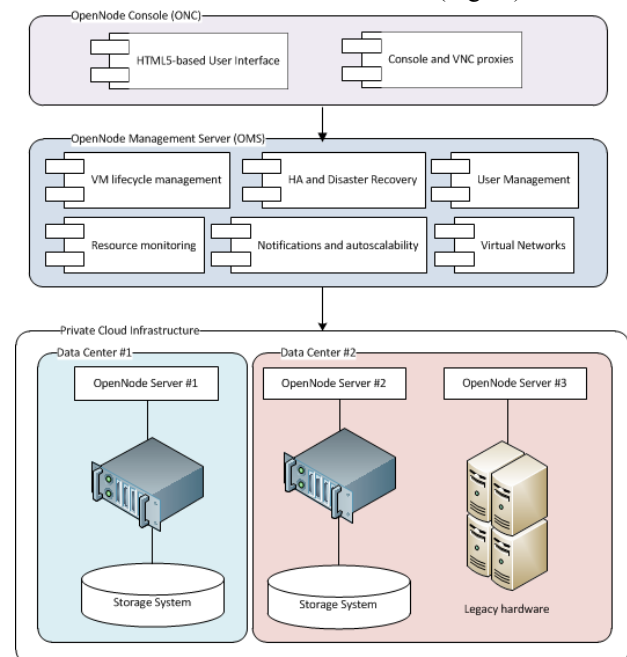 OpenNode Console (ONC)
HTML5-based User Interface
Console and VNC proxies
OpenNode Management Server (OMS)
VM lifecycle management
HA and Disaster Recovery
User Management
Resource monitoring
Notifications and autoscalability
Virtual Networks
Private Cloud Infrastructure
Data Center #1
Data Center #2
OpenNode Server #1
OpenNode Server #2
OpenNode Server #3
Storage System
Storage System
Legacy hardware